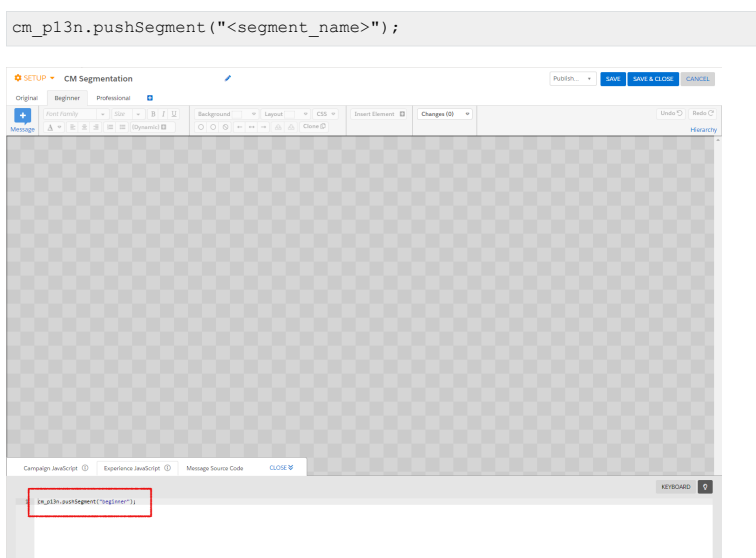 cm_p13n.pushSegment("<segment_name>");
SETUP CM Segmentation Publish... SAVE SAVE & CLOSE CANCEL
Original Beginner Professional
Font Family Size B I U Background Layout CSS Insert Element Changes (0) Undo Redo
Message A (Dynamic) Clone Hierarchy
Campaign JavaScript Experience JavaScript Message Source Code CLOSE
KEYBOARD
1 cm_p13n.pushSegment("beginner");